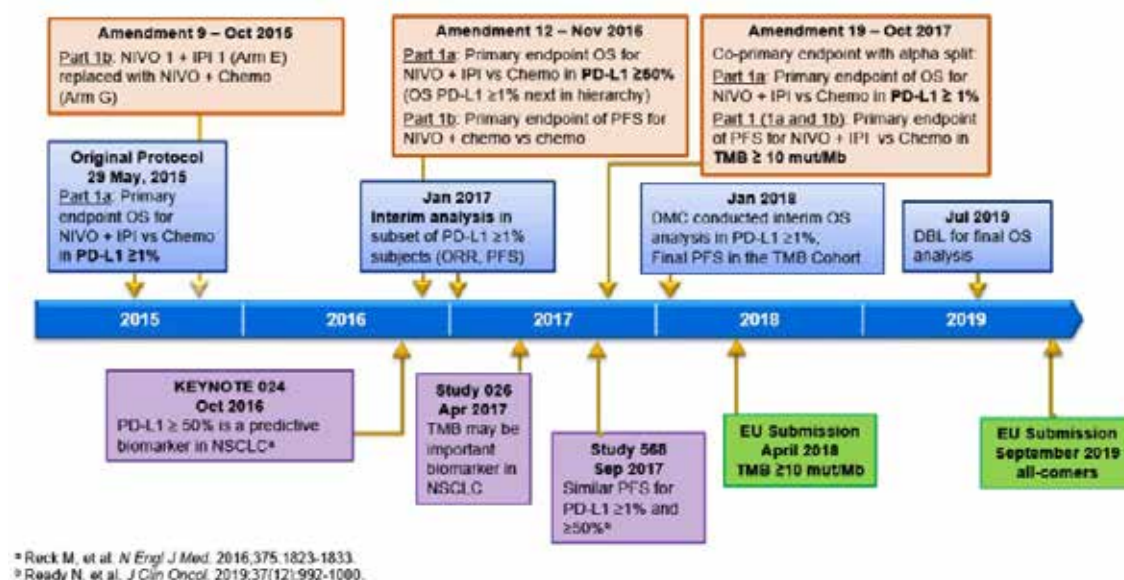 Amendment 9 – Oct 2015
Part 1b: NIVO 1 + IPI 1 (Arm E)
replaced with NIVO + Chemo
(Arm G)
Amendment 12 – Nov 2016
Part 1a: Primary endpoint OS for
NIVO + IPI vs Chemo in PD-L1 ≥50%
(OS PD-L1 ≥1% next in hierarchy)
Part 1b: Primary endpoint of PFS for
NIVO + chemo vs chemo
Amendment 19 – Oct 2017
Co-primary endpoint with alpha split:
Part 1a: Primary endpoint of OS for
NIVO + IPI vs Chemo in PD-L1 ≥ 1%
Part 1 (1a and 1b): Primary endpoint
of PFS for NIVO + IPI vs Chemo in
TMB ≥ 10 mut/Mb
Original Protocol
29 May, 2015
Part 1a: Primary
endpoint OS for
NIVO + IPI vs Chemo
in PD-L1 ≥1%
Jan 2017
Interim analysis in
subset of PD-L1 ≥1%
subjects (ORR, PFS)
Jan 2018
DMC conducted interim OS
analysis in PD-L1 ≥1%,
Final PFS in the TMB Cohort
Jul 2019
DBL for final OS
analysis
2015 2016 2017 2018 2019
KEYNOTE 024
Oct 2016
PD-L1 ≥ 50% is a predictive
biomarker in NSCLCᵃ
Study 026
Apr 2017
TMB may be
important
biomarker in
NSCLC
Study 568
Sep 2017
Similar PFS for
PD-L1 ≥1% and
≥50%ᵇ
EU Submission
April 2018
TMB ≥10 mut/Mb
EU Submission
September 2019
all-comers
ᵃ Reck M, et al. N Engl J Med. 2016;375:1823-1833.
ᵇ Ready N, et al. J Clin Oncol. 2019;37(12):992-1000.